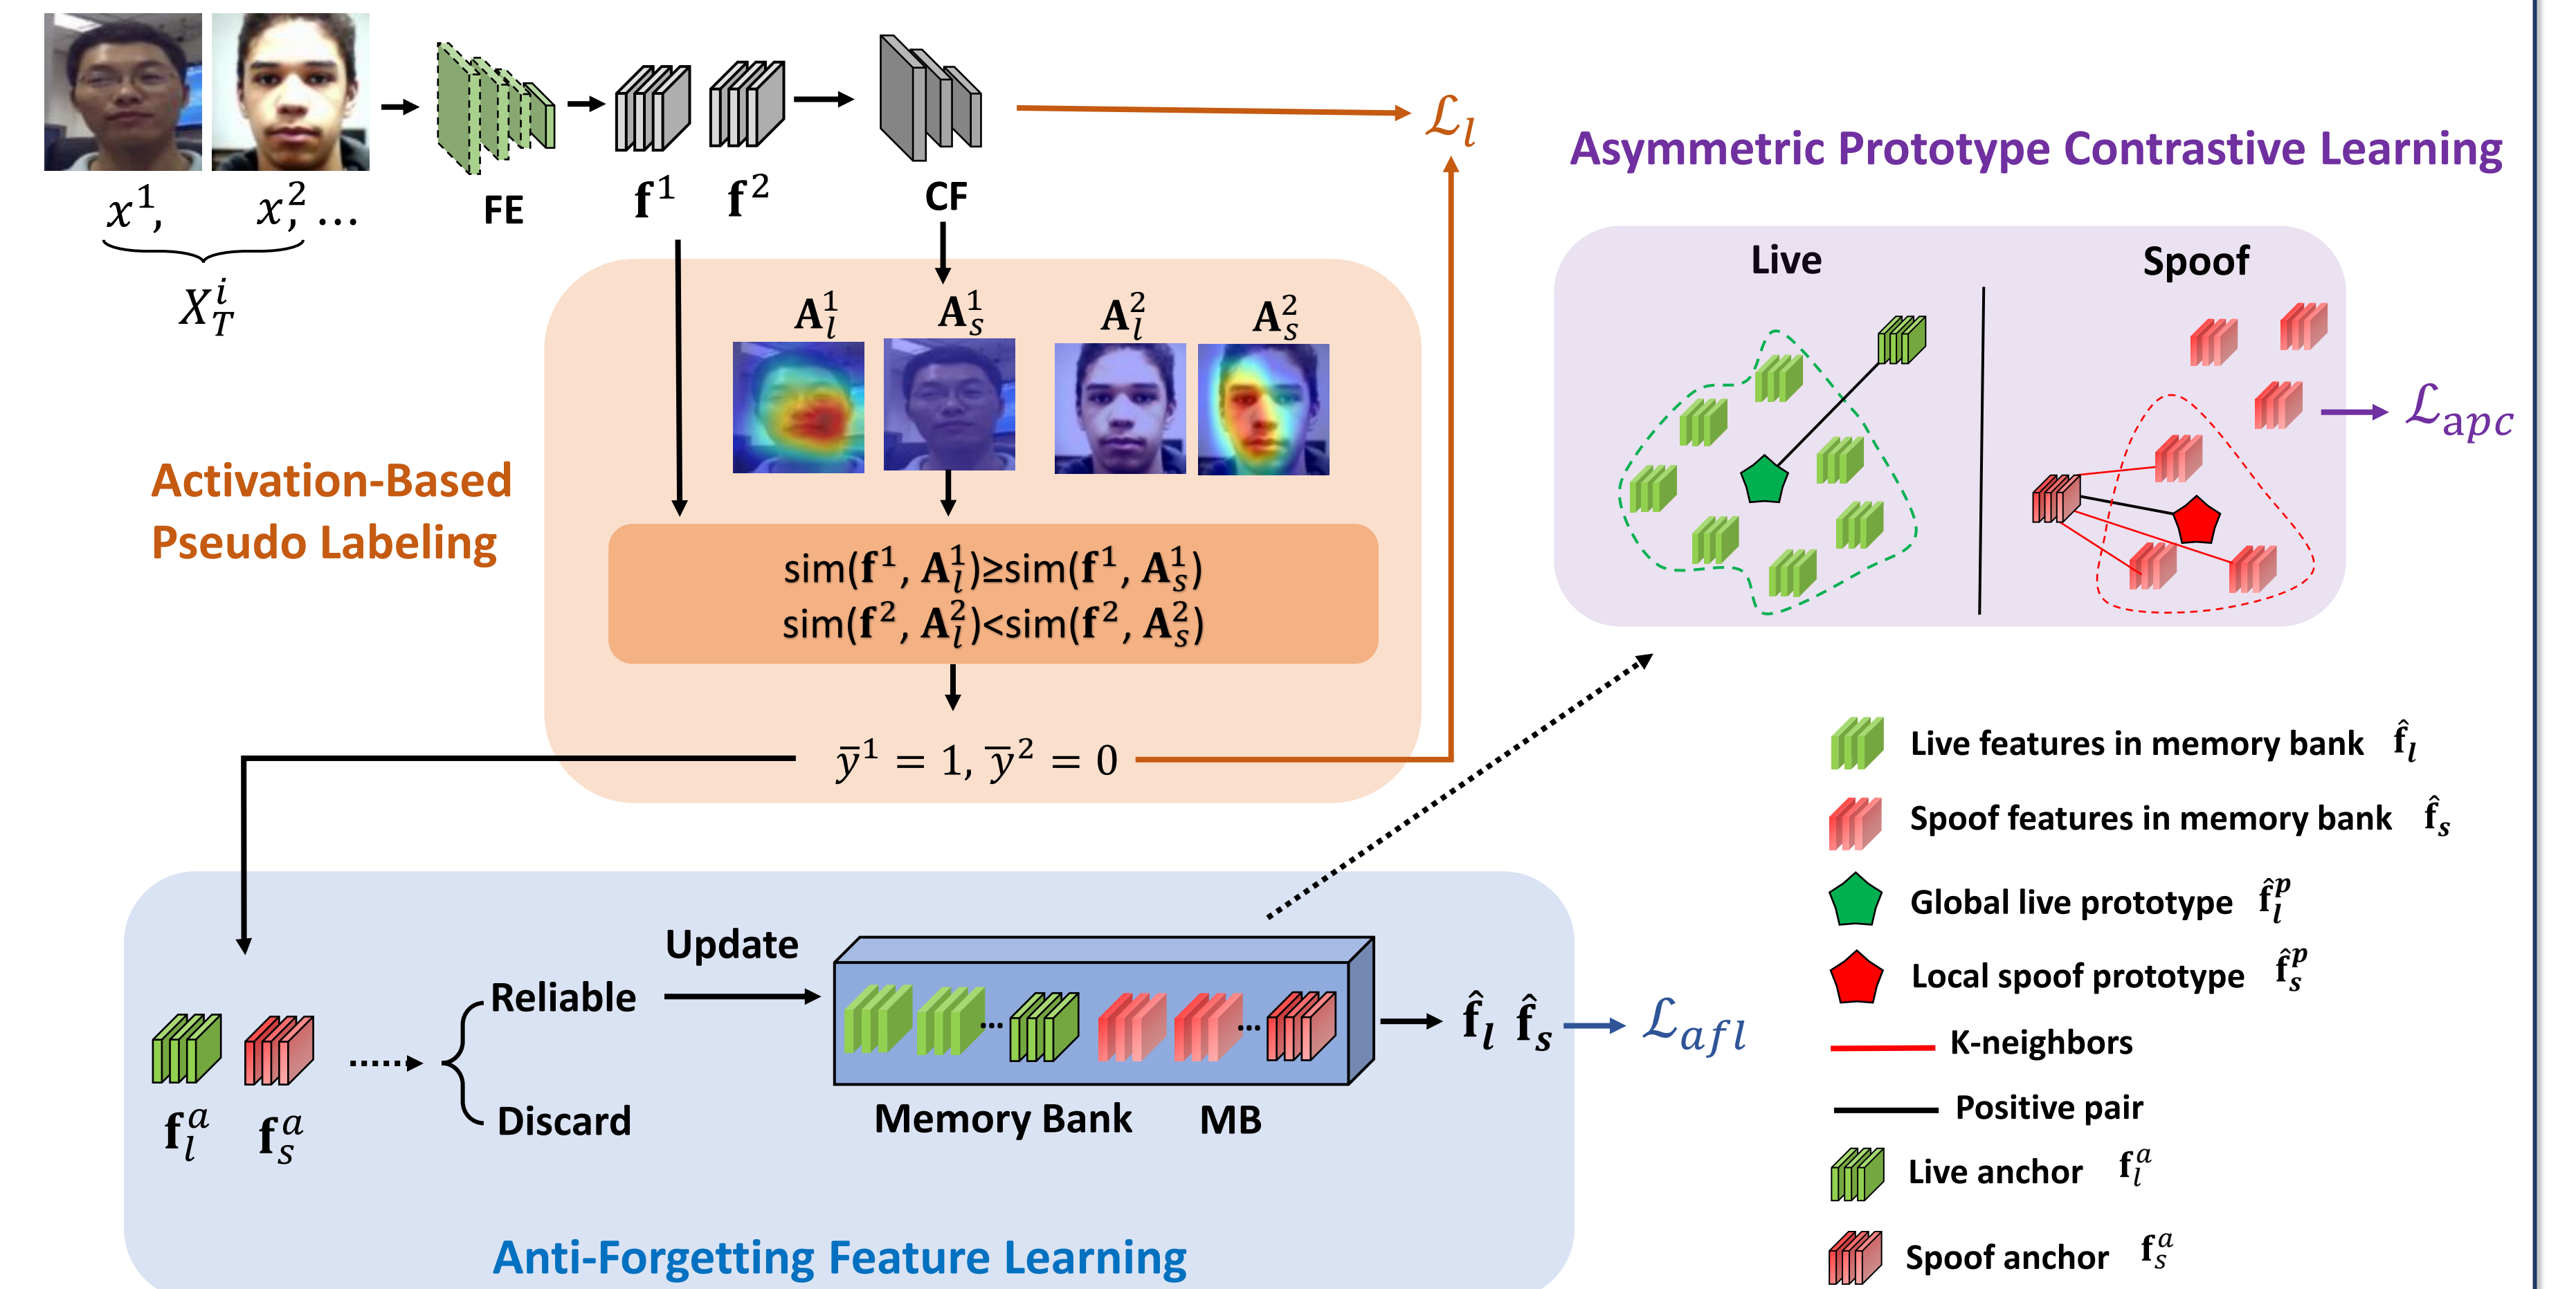 x¹, x², ...
X_T^i
FE
f¹ f²
CF
ℒ_l
A_l^1 A_s^1 A_l^2 A_s^2
Activation-Based
Pseudo Labeling
sim(f¹, A_l^1)≥sim(f¹, A_s^1)
sim(f², A_l^2)<sim(f², A_s^2)
y̅¹ = 1, y̅² = 0
Asymmetric Prototype Contrastive Learning
Live
Spoof
ℒ_apc
f_l^a f_s^a
Reliable
Discard
Update
...
...
Memory Bank MB
f̂_l f̂_s
ℒ_afl
Anti-Forgetting Feature Learning
Live features in memory bank f̂_l
Spoof features in memory bank f̂_s
Global live prototype f̂_l^p
Local spoof prototype f̂_s^p
K-neighbors
Positive pair
Live anchor f_l^a
Spoof anchor f_s^a